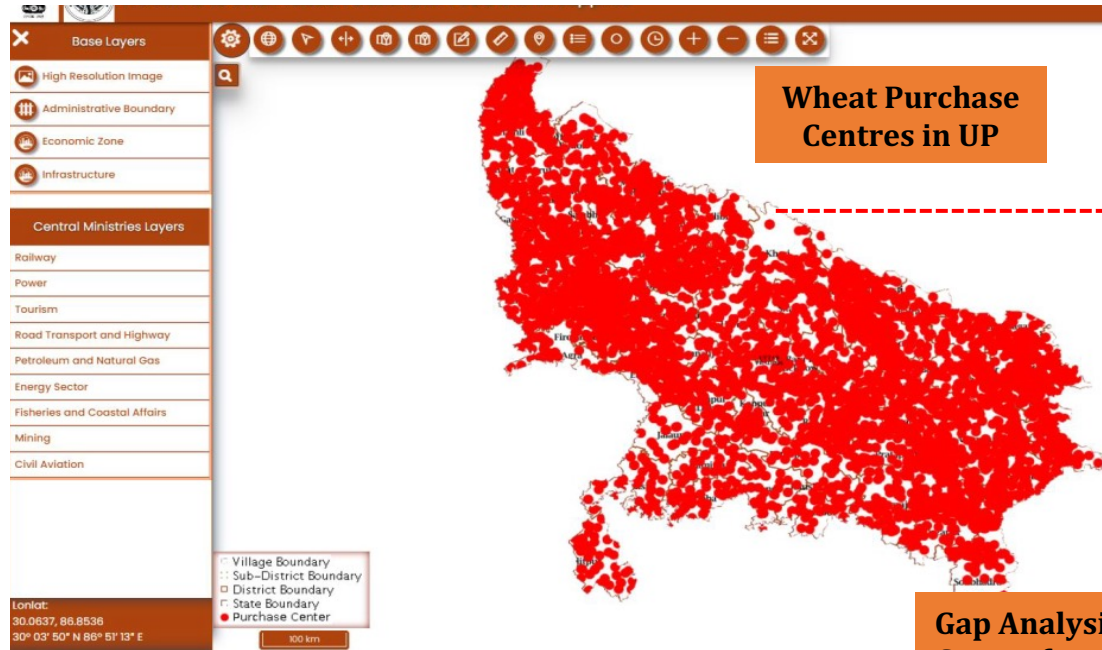 Base Layers
High Resolution Image
Administrative Boundary
Economic Zone
Infrastructure
Central Ministries Layers
Railway
Power
Tourism
Road Transport and Highway
Petroleum and Natural Gas
Energy Sector
Fisheries and Coastal Affairs
Mining
Civil Aviation
Lonlat:
30.0637, 86.8536
30° 03' 50" N 86° 51' 13" E
Wheat Purchase
Centres in UP
Agra
Village Boundary
Sub-District Boundary
District Boundary
State Boundary
Purchase Center
100 km
Gap Analysi